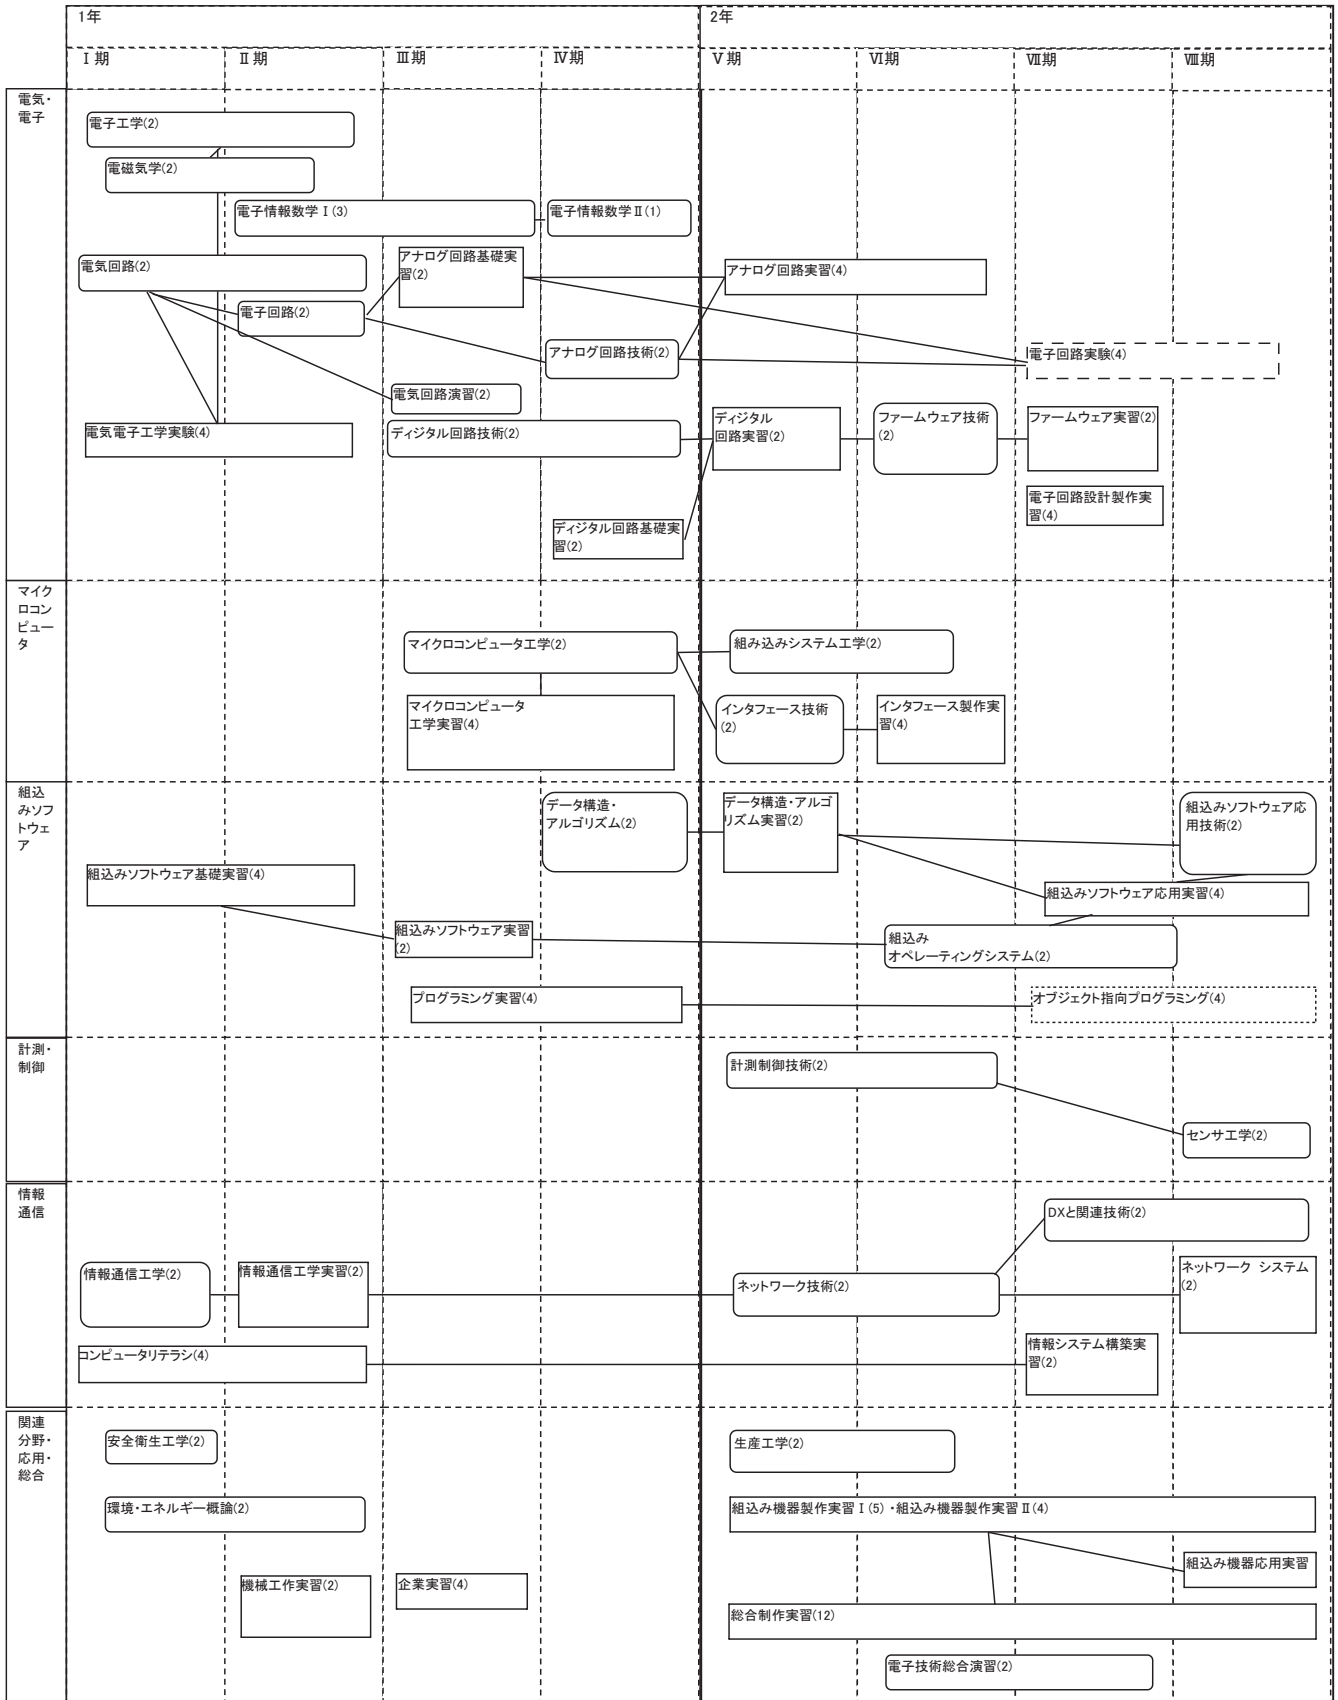 1年
2年
Ⅰ期
Ⅱ期
Ⅲ期
Ⅳ期
Ⅴ期
Ⅵ期
Ⅶ期
Ⅷ期
電気・
電子
電子工学(2)
電磁気学(2)
電子情報数学Ⅰ(3)
電子情報数学Ⅱ(1)
電気回路(2)
アナログ回路基礎実
習(2)
アナログ回路実習(4)
電子回路(2)
アナログ回路技術(2)
電子回路実験(4)
電気回路演習(2)
電気電子工学実験(4)
ディジタル回路技術(2)
ディジタル
回路実習(2)
ファームウェア技術
(2)
ファームウェア実習(2)
電子回路設計製作実
習(4)
ディジタル回路基礎実
習(2)
マイク
ロコン
ピュー
タ
マイクロコンピュータ工学(2)
組み込みシステム工学(2)
マイクロコンピュータ
工学実習(4)
インタフェース技術
(2)
インタフェース製作実
習(4)
組込
みソフ
トウェ
ア
データ構造・
アルゴリズム(2)
データ構造・アルゴ
リズム実習(2)
組込みソフトウェア応
用技術(2)
組込みソフトウェア基礎実習(4)
組込みソフトウェア応用実習(4)
組込みソフトウェア実習
(2)
組込み
オペレーティングシステム(2)
プログラミング実習(4)
オブジェクト指向プログラミング(4)
計測・
制御
計測制御技術(2)
センサ工学(2)
情報
通信
DXと関連技術(2)
情報通信工学(2)
情報通信工学実習(2)
ネットワーク技術(2)
ネットワーク システム
(2)
コンピュータリテラシ(4)
情報システム構築実
習(2)
関連
分野・
応用・
総合
安全衛生工学(2)
生産工学(2)
環境・エネルギー概論(2)
組込み機器製作実習Ⅰ(5)・組込み機器製作実習Ⅱ(4)
組込み機器応用実習
機械工作実習(2)
企業実習(4)
総合制作実習(12)
電子技術総合演習(2)